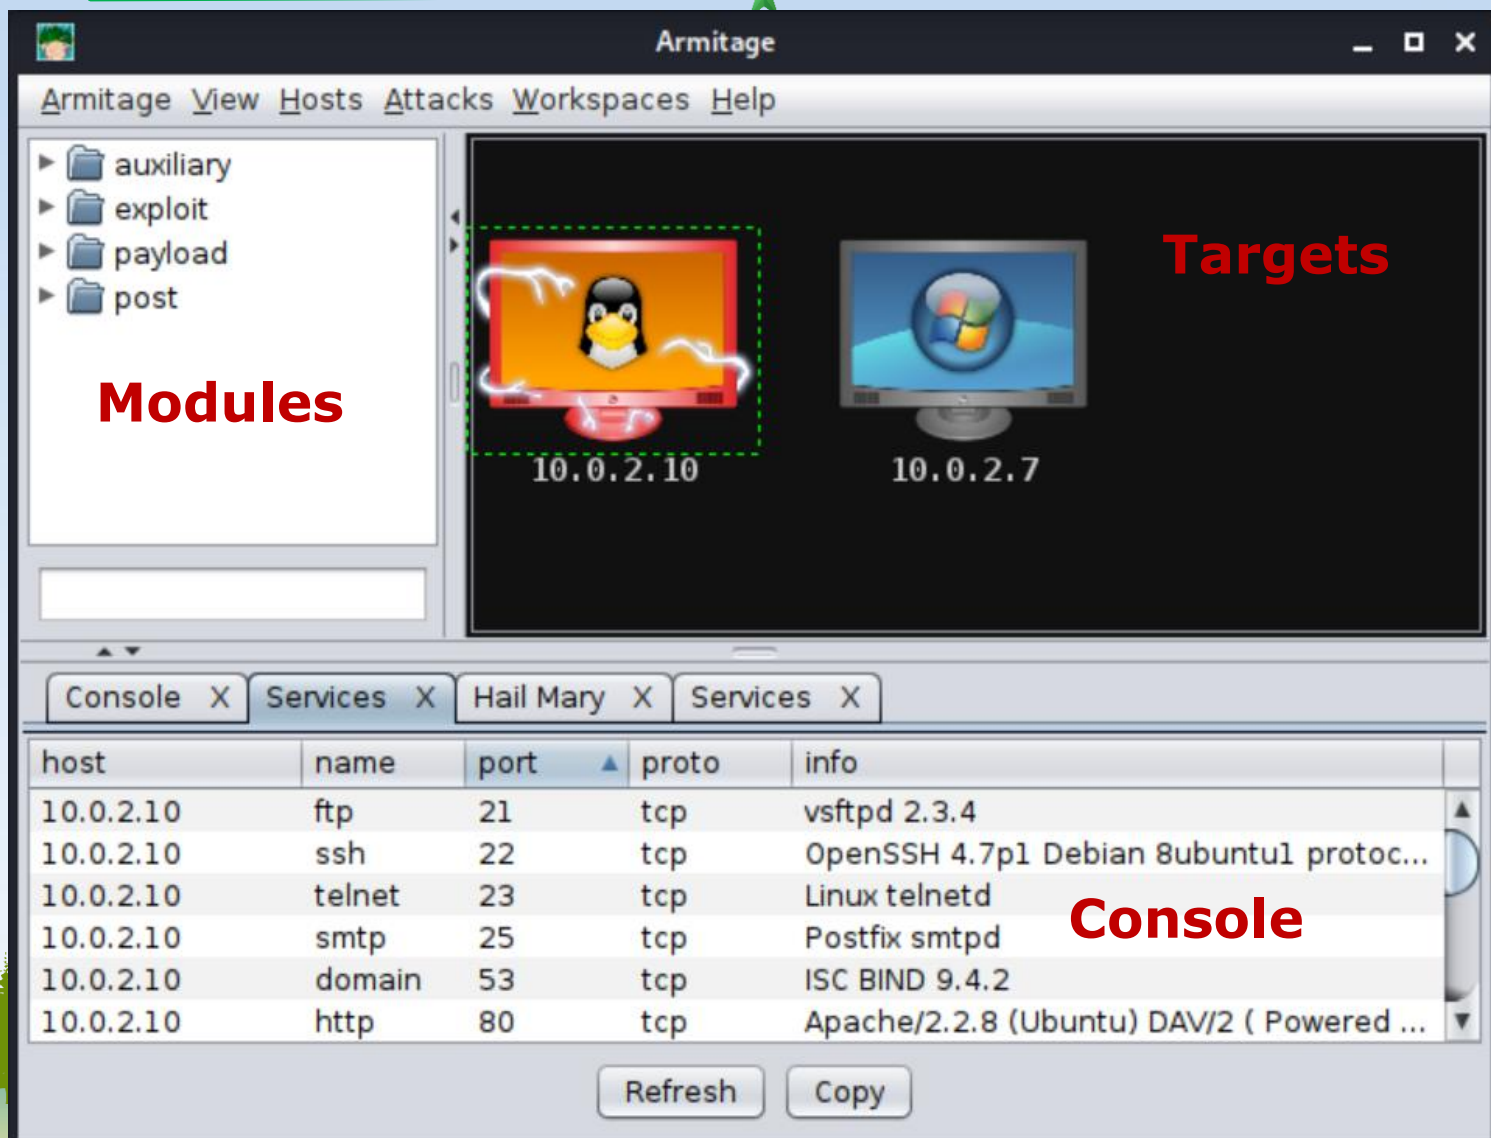 Armitage
Armitage View Hosts Attacks Workspaces Help
auxiliary
exploit
payload
post
Modules
Targets
10.0.2.10 10.0.2.7
Console X Services X Hail Mary X Services X
host name port proto info
10.0.2.10 ftp 21 tcp vsftpd 2.3.4
10.0.2.10 ssh 22 tcp OpenSSH 4.7p1 Debian 8ubuntu1 protoc...
10.0.2.10 telnet 23 tcp Linux telnetd
Console
10.0.2.10 smtp 25 tcp Postfix smtpd
10.0.2.10 domain 53 tcp ISC BIND 9.4.2
10.0.2.10 http 80 tcp Apache/2.2.8 (Ubuntu) DAV/2 ( Powered ...
Refresh Copy